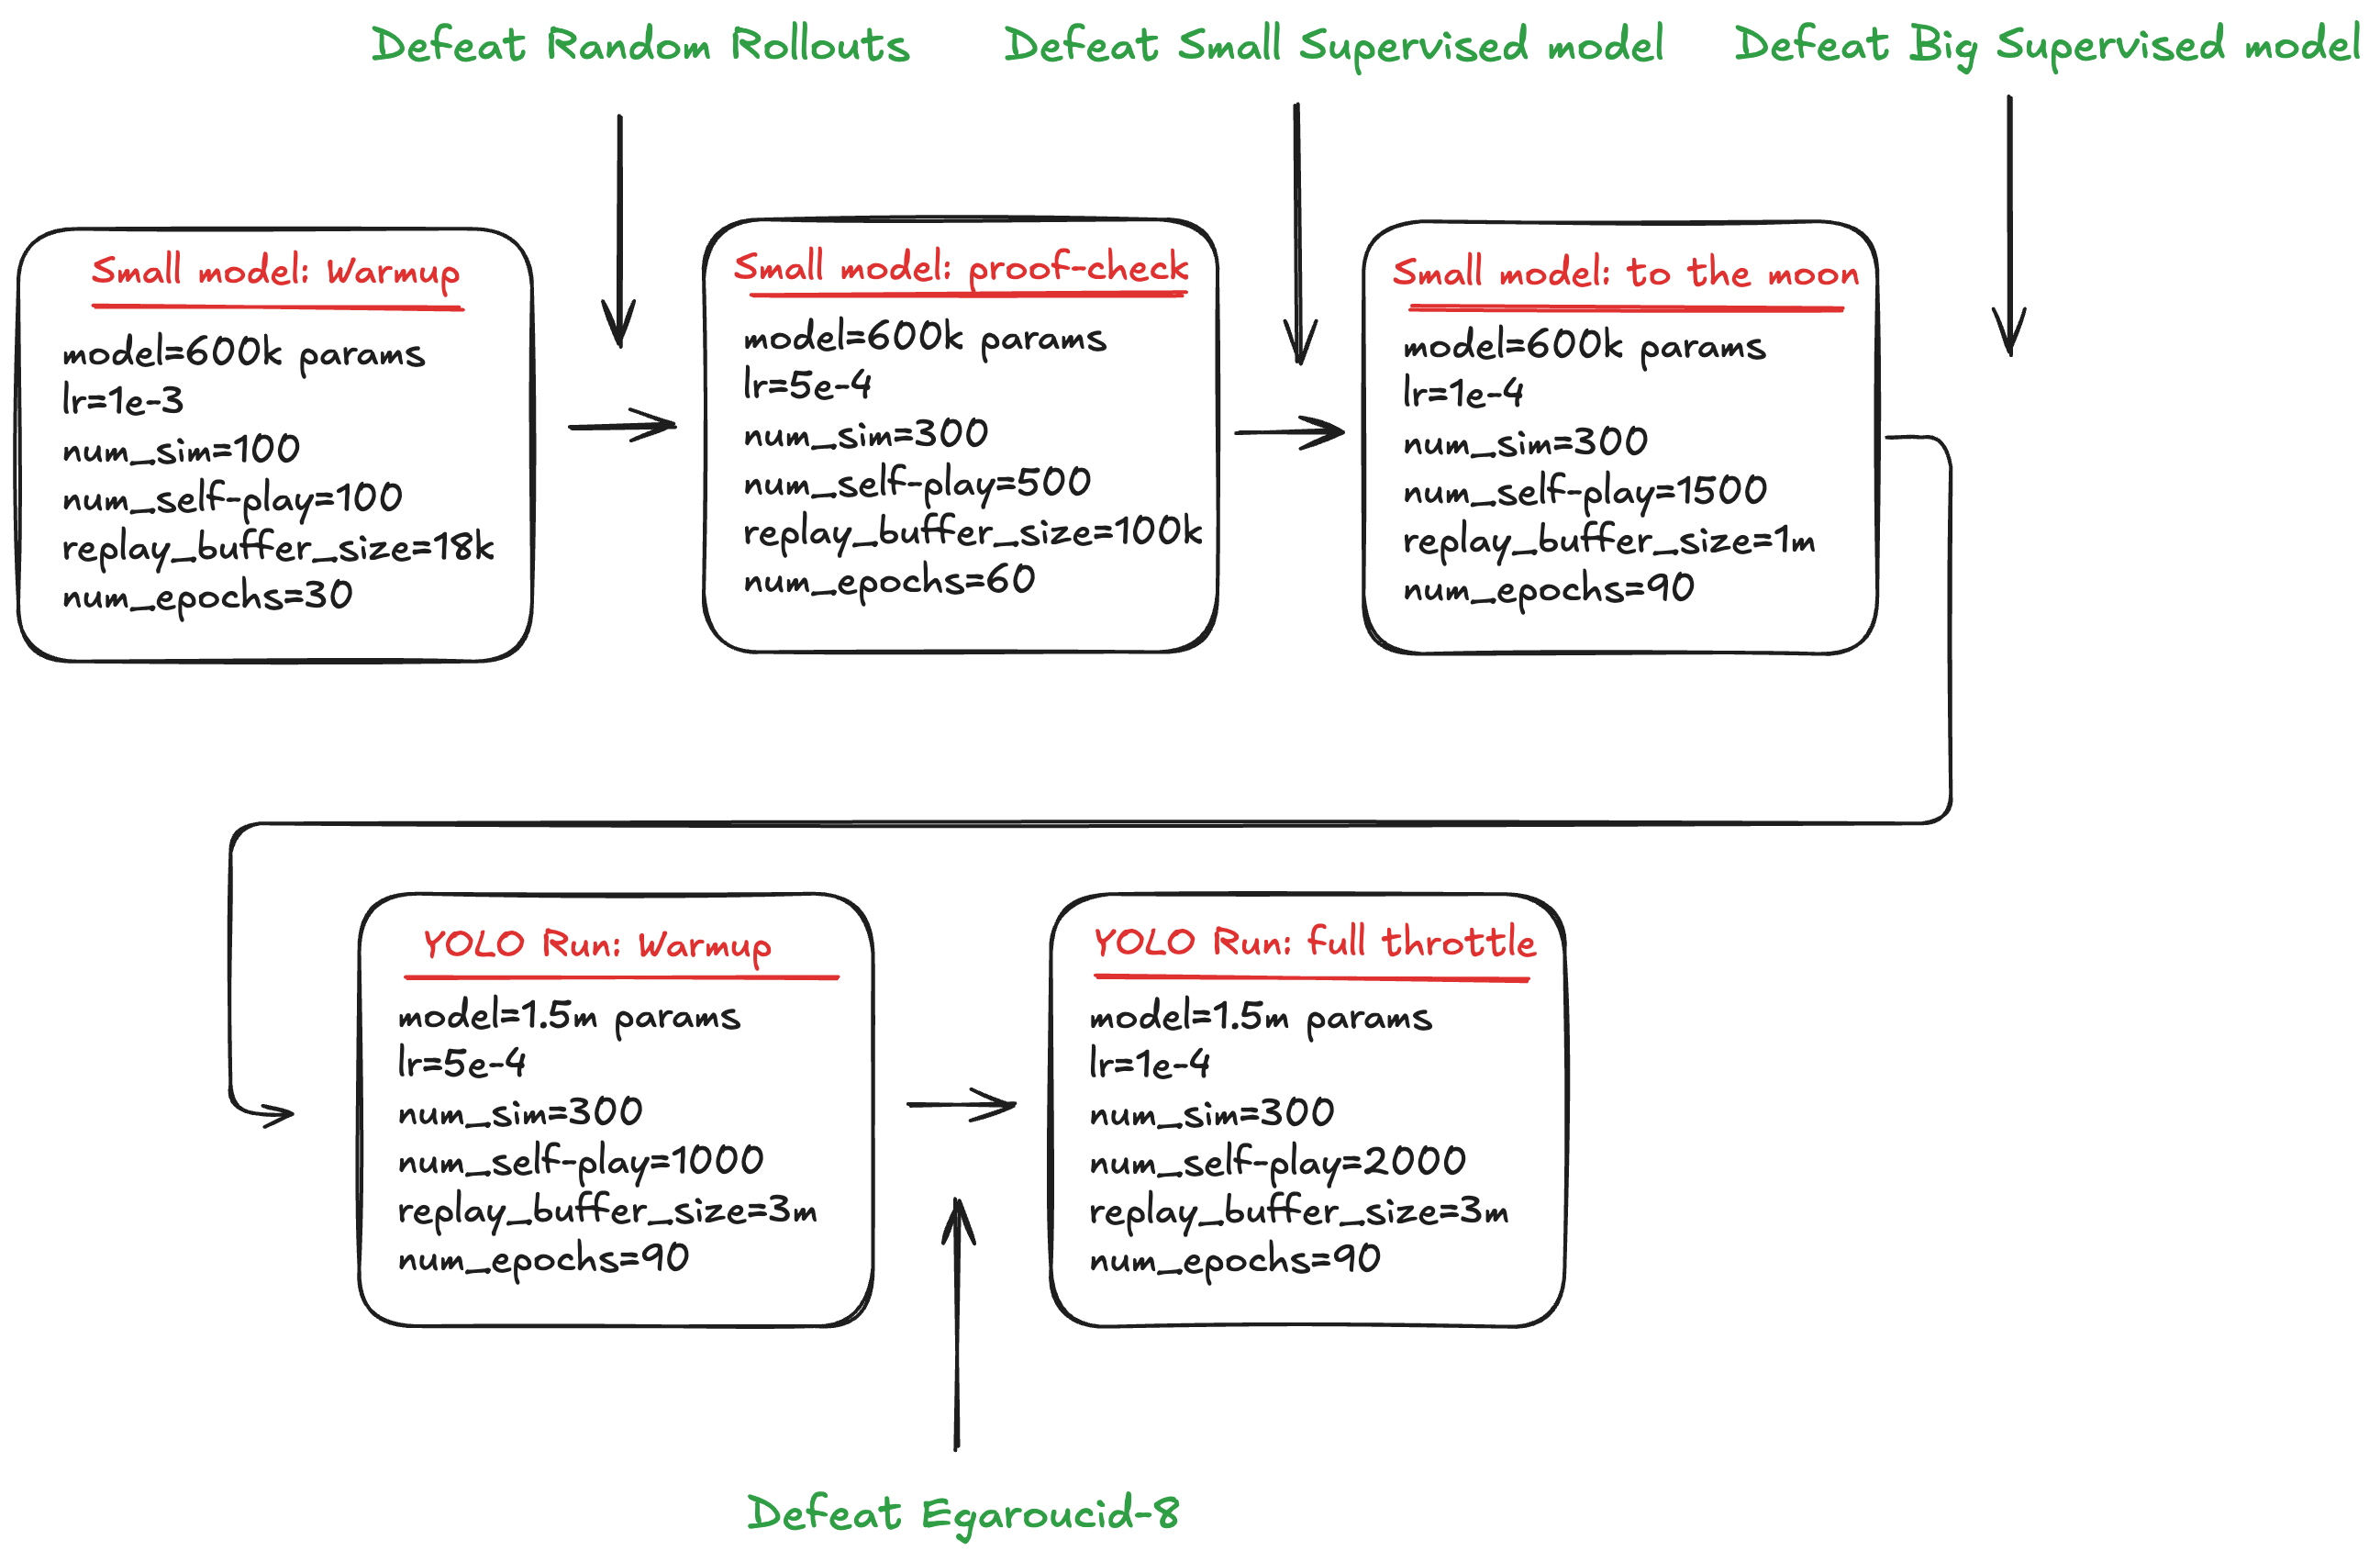 Defeat Random Rollouts
Defeat Small Supervised model
Defeat Big Supervised model
Small model: Warmup
model=600k params
lr=1e-3
num_sim=100
num_self-play=100
replay_buffer_size=18k
num_epochs=30
Small model: proof-check
model=600k params
lr=5e-4
num_sim=300
num_self-play=500
replay_buffer_size=100k
num_epochs=60
Small model: to the moon
model=600k params
lr=1e-4
num_sim=300
num_self-play=1500
replay_buffer_size=1m
num_epochs=90
YOLO Run: Warmup
model=1.5m params
lr=5e-4
num_sim=300
num_self-play=1000
replay_buffer_size=3m
num_epochs=90
YOLO Run: full throttle
model=1.5m params
lr=1e-4
num_sim=300
num_self-play=2000
replay_buffer_size=3m
num_epochs=90
Defeat Egaroucid-8